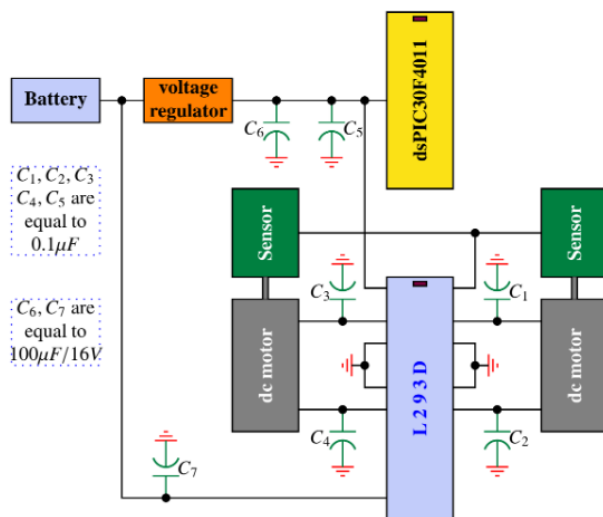 Battery
voltage
regulator
dsPIC30F4011
C₆
C₅
C₁, C₂, C₃
C₄, C₅ are
equal to
0.1μF
Sensor
Sensor
C₃
C₁
C₆, C₇ are
equal to
100μF/16V
dc motor
L293D
dc motor
C₄
C₂
C₇